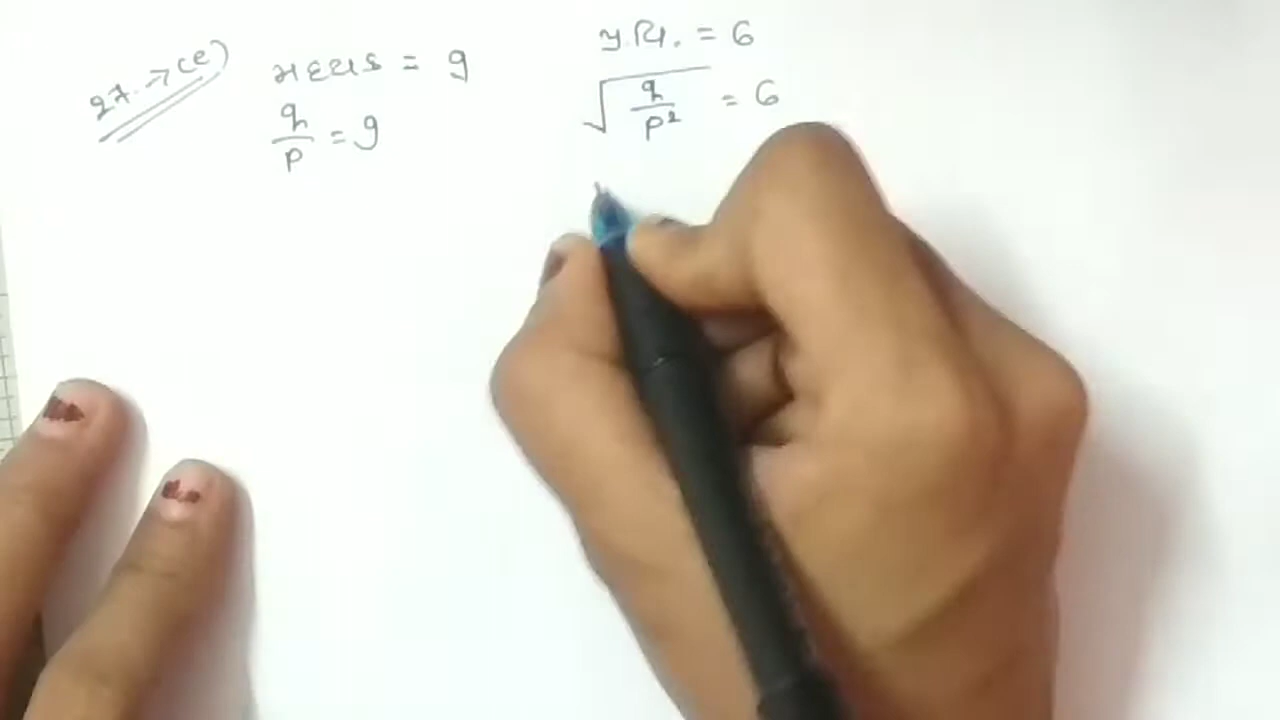 27. → (e)
મધ્યક = 9
q/p = 9
પ્ર.વિ. = 6
√(q/p²) = 6